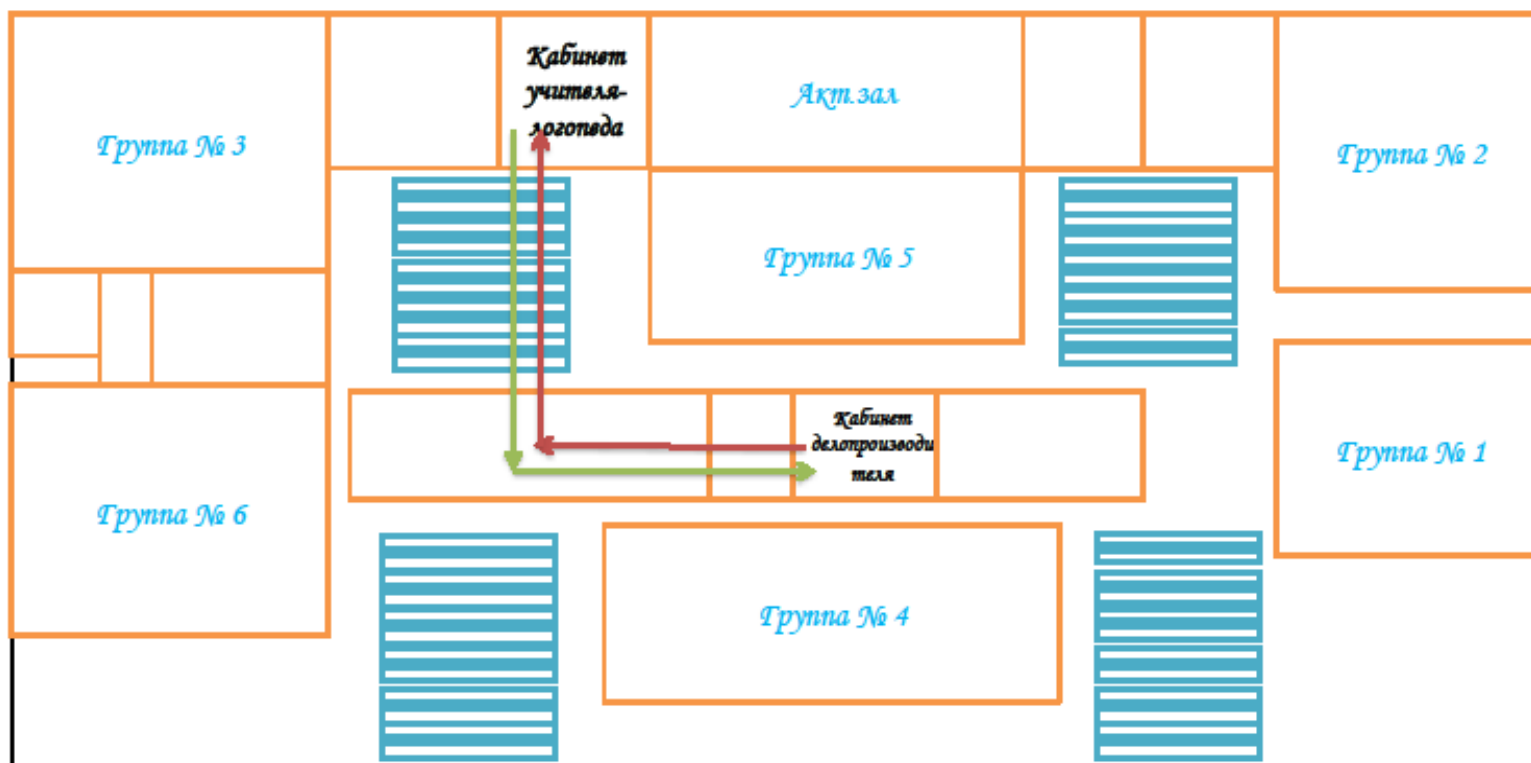 Кабинет
учителя-
логопеда
Акт.зал
Группа № 3
Группа № 2
Группа № 5
Кабинет
делопроизводи
теля
Группа № 1
Группа № 6
Группа № 4